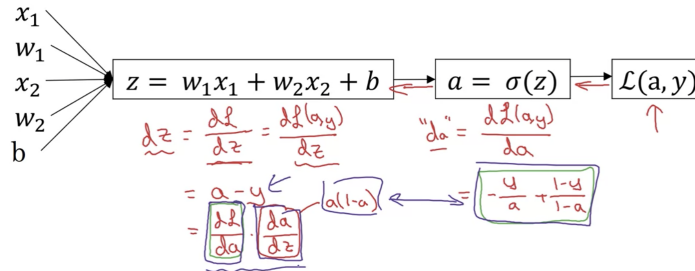 x₁
w₁
x₂
w₂
b
z = w₁x₁ + w₂x₂ + b
a = σ(z)
ℒ(a, y)
dz = dℒ/dz = dℒ(a,y)/dz
"da" = dℒ(a,y)/da
= a - y
a(1-a)
= -y/a + (1-y)/(1-a)
= dℒ/da · da/dz